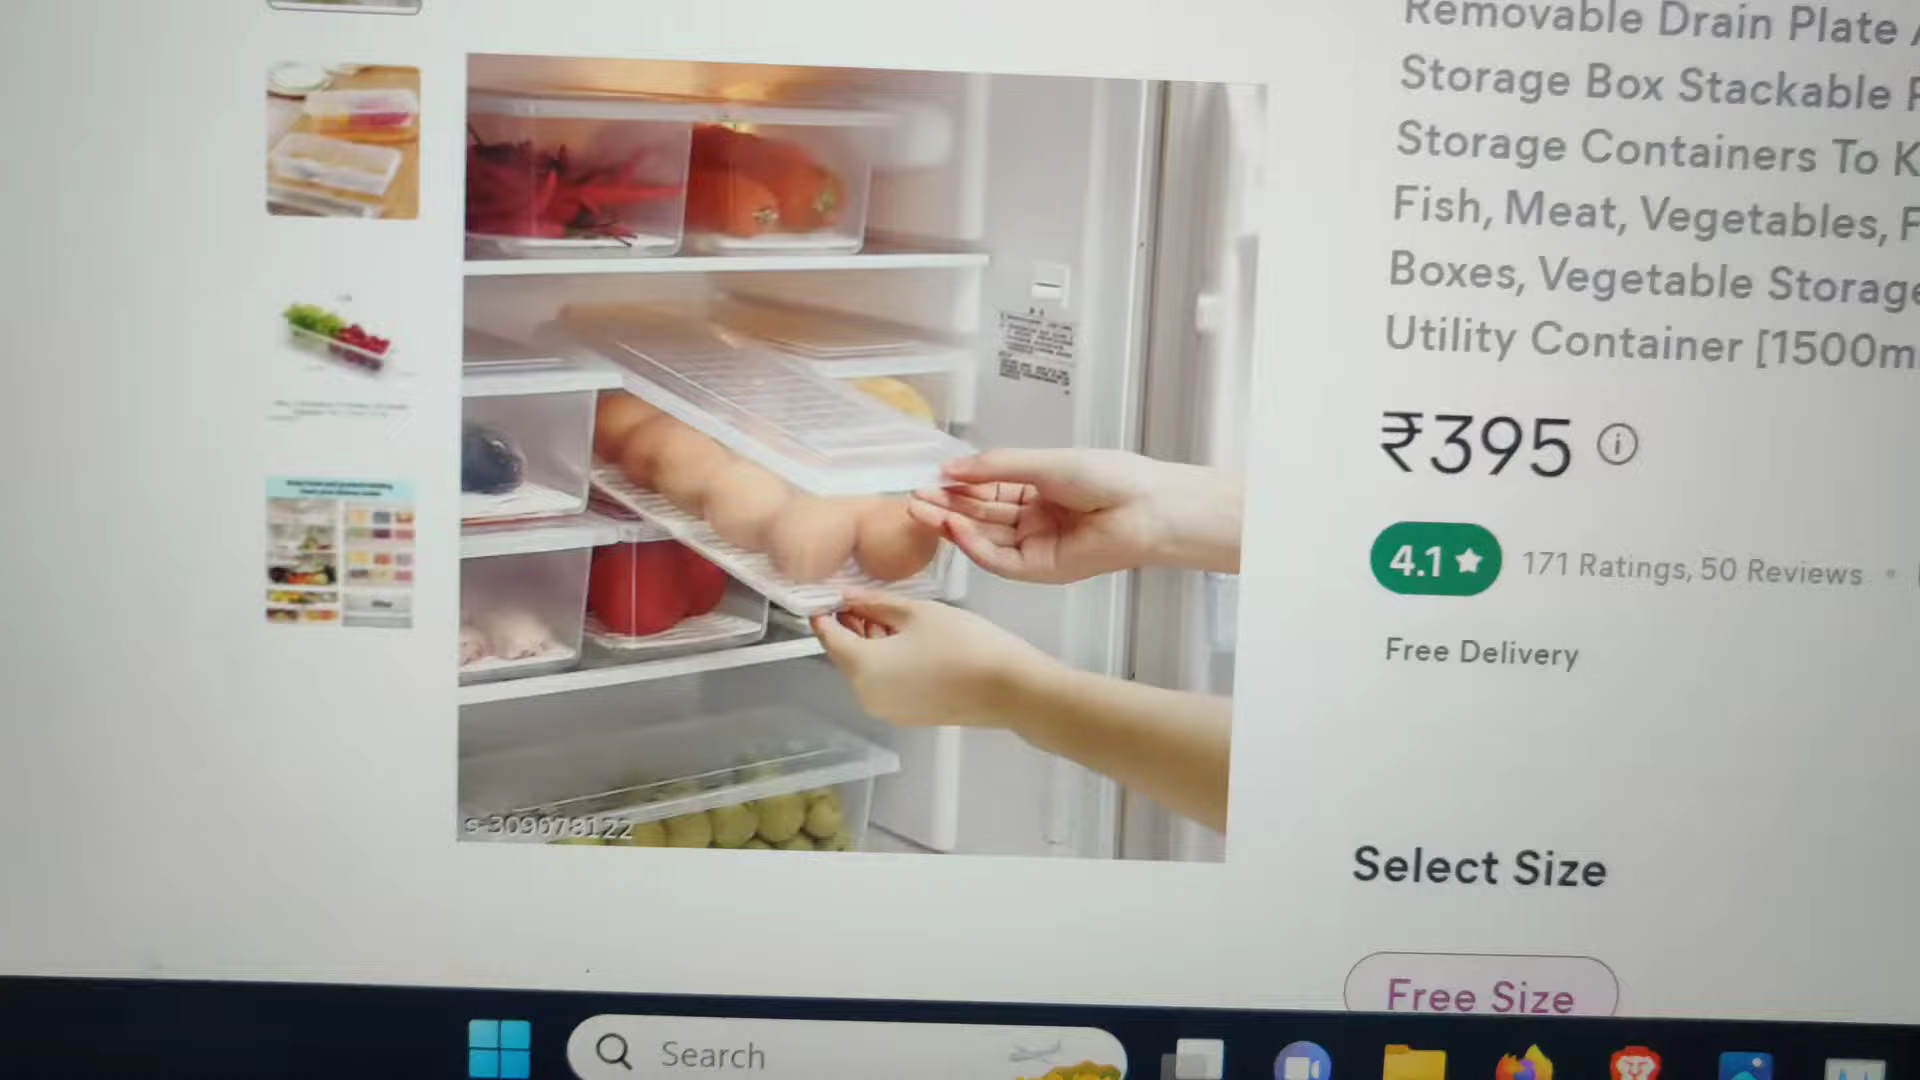 Removable Drain Plate
Storage Box Stackable
Storage Containers To K
Fish, Meat, Vegetables, F
Boxes, Vegetable Storage
Utility Container [1500m
₹395
4.1★
171 Ratings, 50 Reviews
Free Delivery
s-309078122
Select Size
Free Size
Search